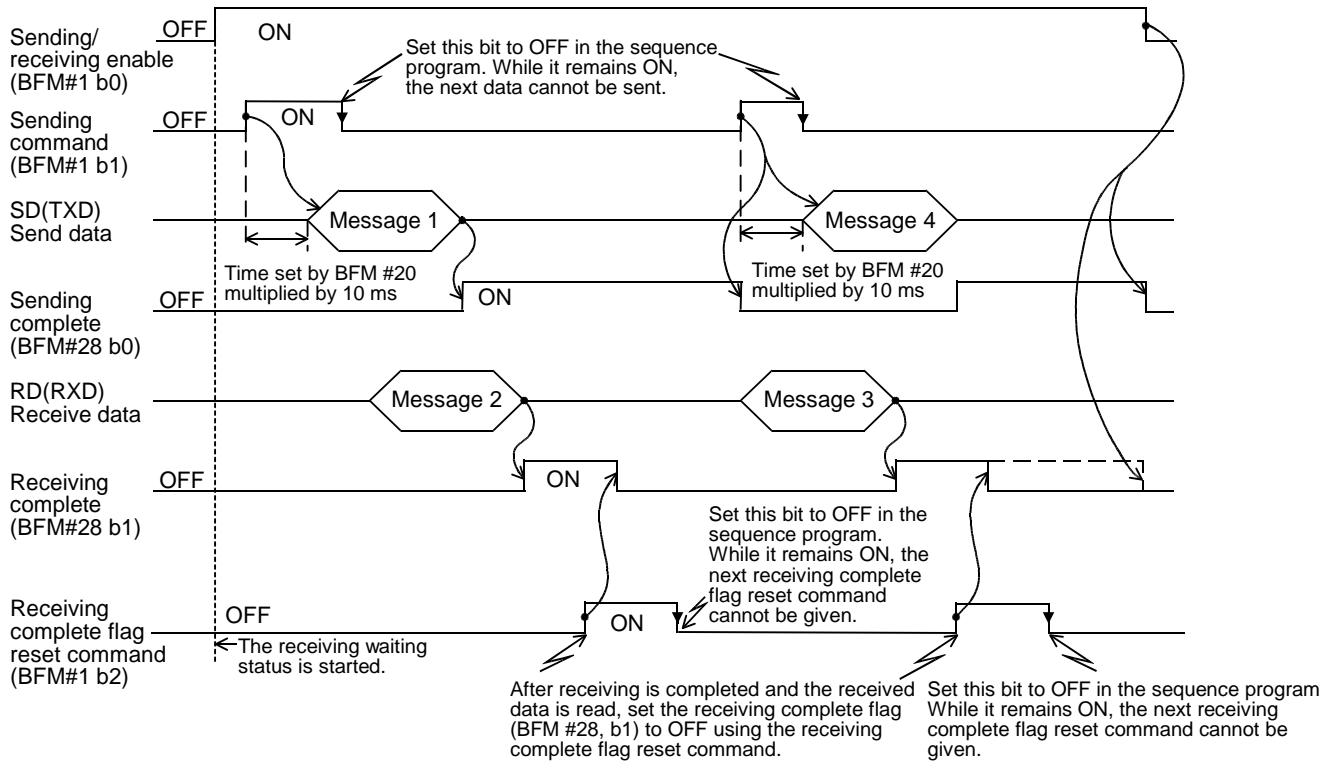 Sending/
receiving enable
(BFM#1 b0)
OFF
ON
Set this bit to OFF in the sequence
program. While it remains ON,
the next data cannot be sent.
Sending
command
(BFM#1 b1)
OFF
ON
SD(TXD)
Send data
Message 1
Message 4
Time set by BFM #20
multiplied by 10 ms
Time set by BFM #20
multiplied by 10 ms
Sending
complete
(BFM#28 b0)
OFF
ON
RD(RXD)
Receive data
Message 2
Message 3
Receiving
complete
(BFM#28 b1)
OFF
ON
Set this bit to OFF in the
sequence program.
While it remains ON, the
next receiving complete
flag reset command
cannot be given.
Receiving
complete flag
reset command
(BFM#1 b2)
OFF
ON
The receiving waiting
status is started.
After receiving is completed and the received
data is read, set the receiving complete flag
(BFM #28, b1) to OFF using the receiving
complete flag reset command.
Set this bit to OFF in the sequence program
While it remains ON, the next receiving
complete flag reset command cannot be
given.